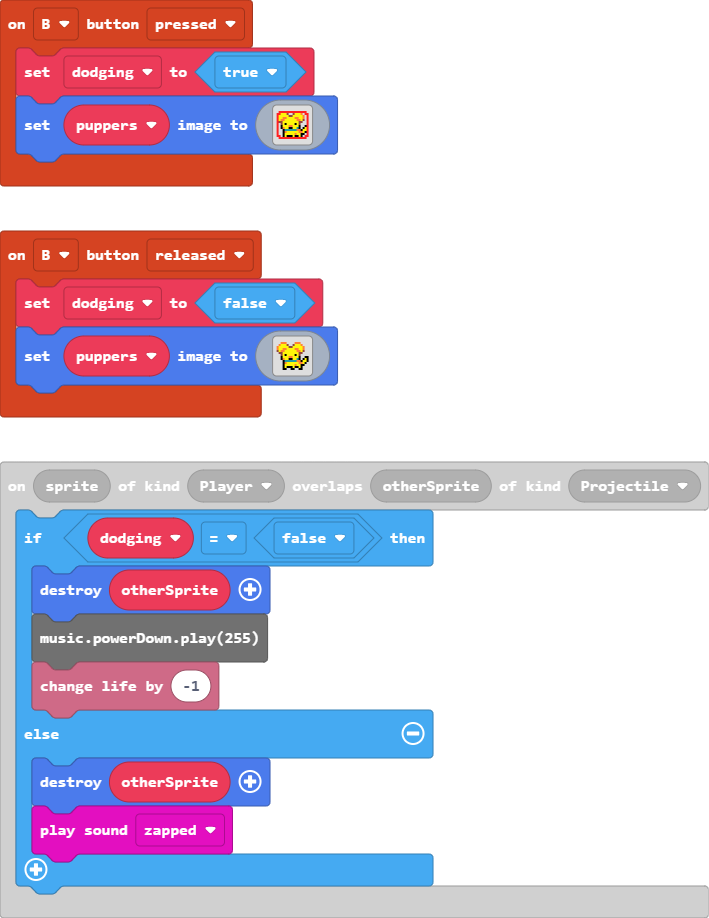 on B button pressed
set dodging to true
set puppers image to
on B button released
set dodging to false
set puppers image to
on sprite of kind Player overlaps otherSprite of kind Projectile
if dodging = false then
destroy otherSprite
music.powerDown.play(255)
change life by -1
else
destroy otherSprite
play sound zapped